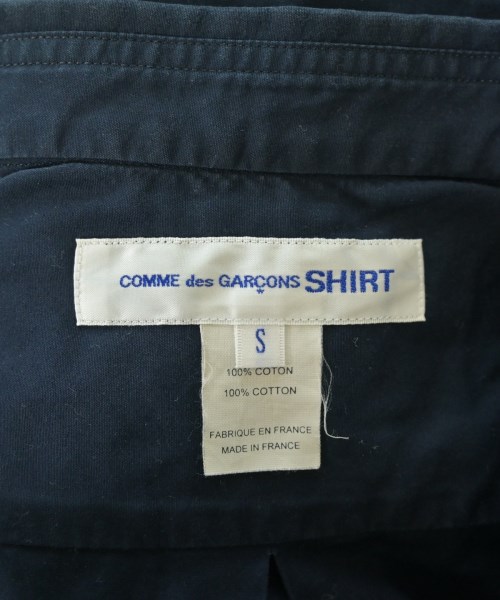 COMME des GARÇONS SHIRT
S
100% COTON
100% COTTON
FABRIQUE EN FRANCE
MADE IN FRANCE